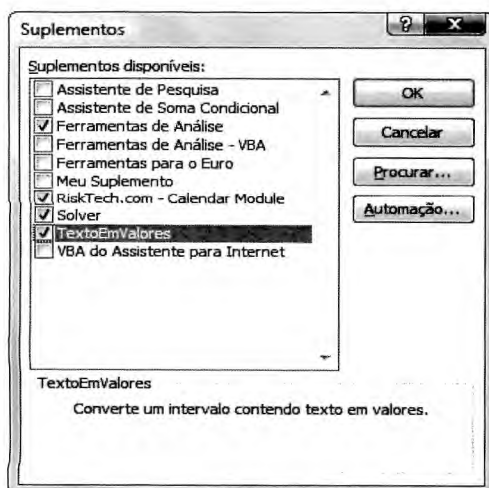 Suplementos
?
X
Suplementos disponíveis:
Assistente de Pesquisa
Assistente de Soma Condicional
Ferramentas de Análise
Ferramentas de Análise - VBA
Ferramentas para o Euro
Meu Suplemento
RiskTech.com - Calendar Module
Solver
TextoEmValores
VBA do Assistente para Internet
OK
Cancelar
Procurar...
Automação...
TextoEmValores
Converte um intervalo contendo texto em valores.